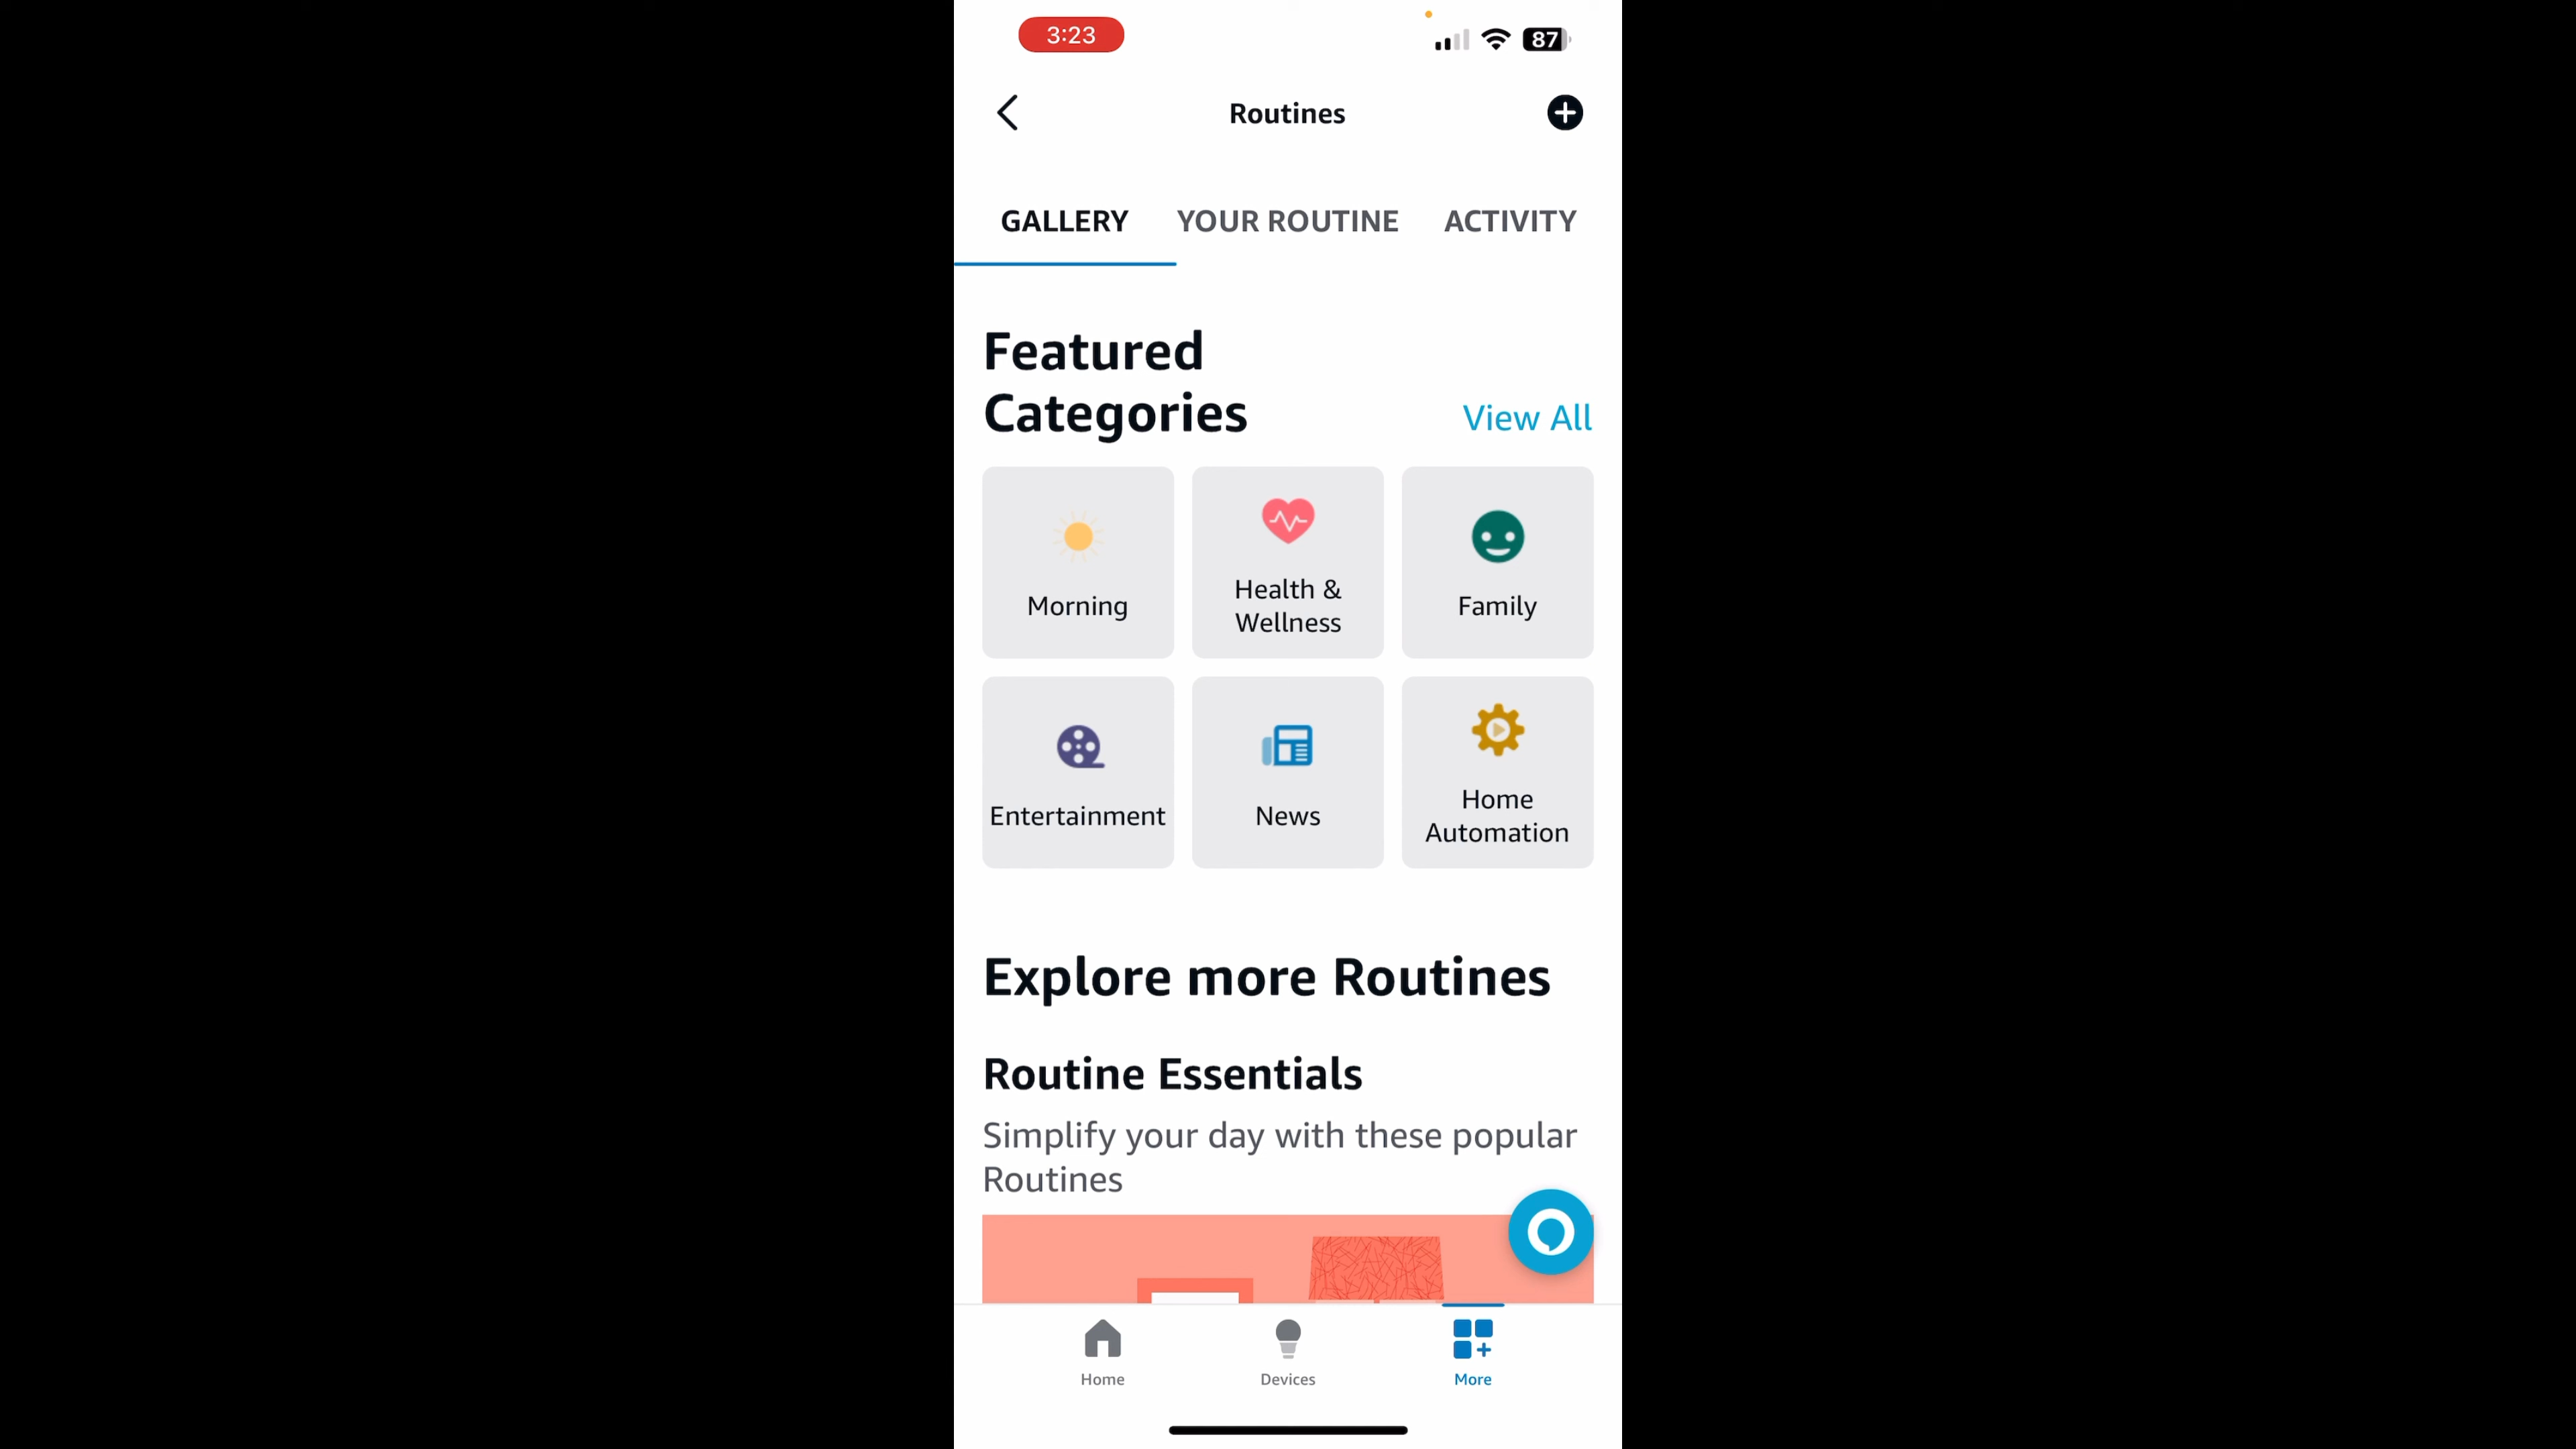 3:23
87
Routines
GALLERY YOUR ROUTINE ACTIVITY
Featured
Categories
View All
Morning
Health &
Wellness
Family
Entertainment
News
Home
Automation
Explore more Routines
Routine Essentials
Simplify your day with these popular
Routines
Home
Devices
More